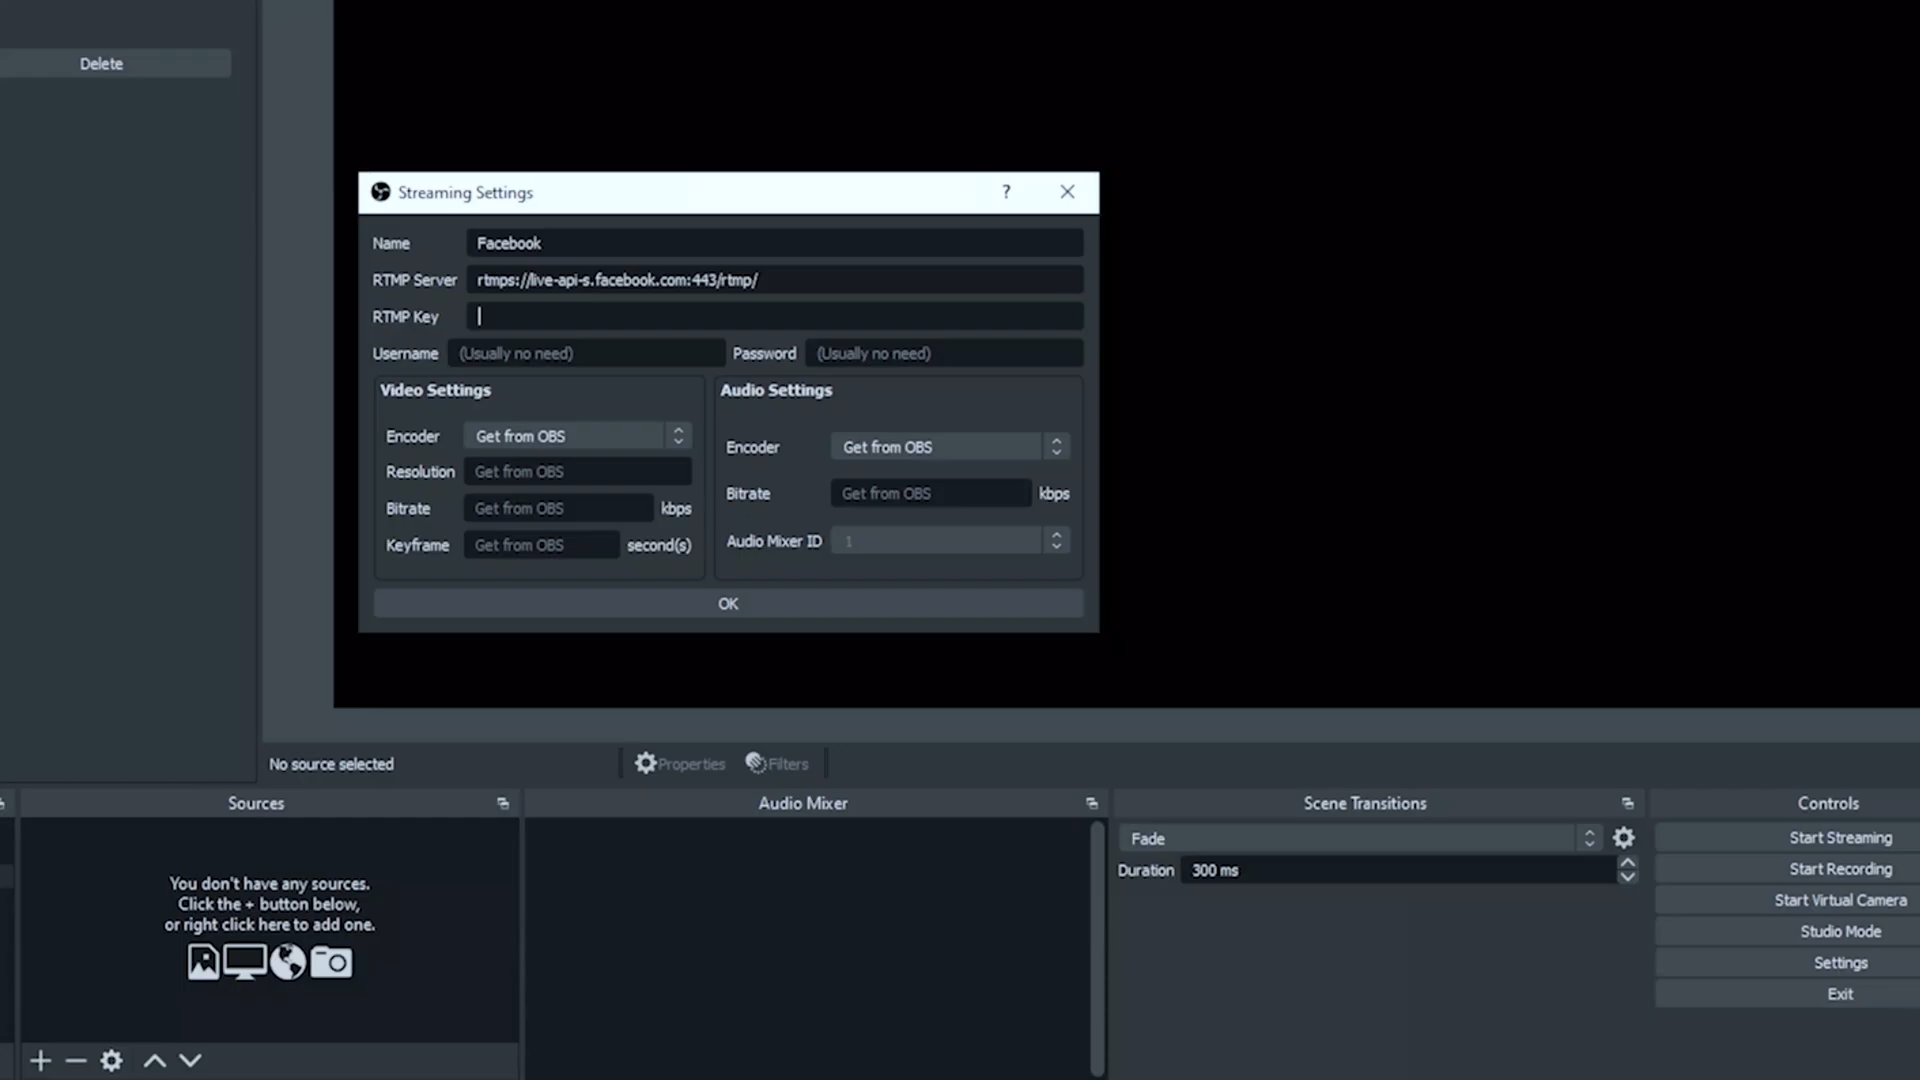 Delete
Streaming Settings
?
Name Facebook
RTMP Server rtmps://live-api-s.facebook.com:443/rtmp/
RTMP Key
Username (Usually no need) Password (Usually no need)
Video Settings
Encoder Get from OBS
Resolution Get from OBS
Bitrate Get from OBS kbps
Keyframe Get from OBS second(s)
Audio Settings
Encoder Get from OBS
Bitrate Get from OBS kbps
Audio Mixer ID 1
OK
No source selected
Properties
Filters
Sources
You don't have any sources.
Click the + button below,
or right click here to add one.
Audio Mixer
Scene Transitions
Fade
Duration 300 ms
Controls
Start Streaming
Start Recording
Start Virtual Camera
Studio Mode
Settings
Exit